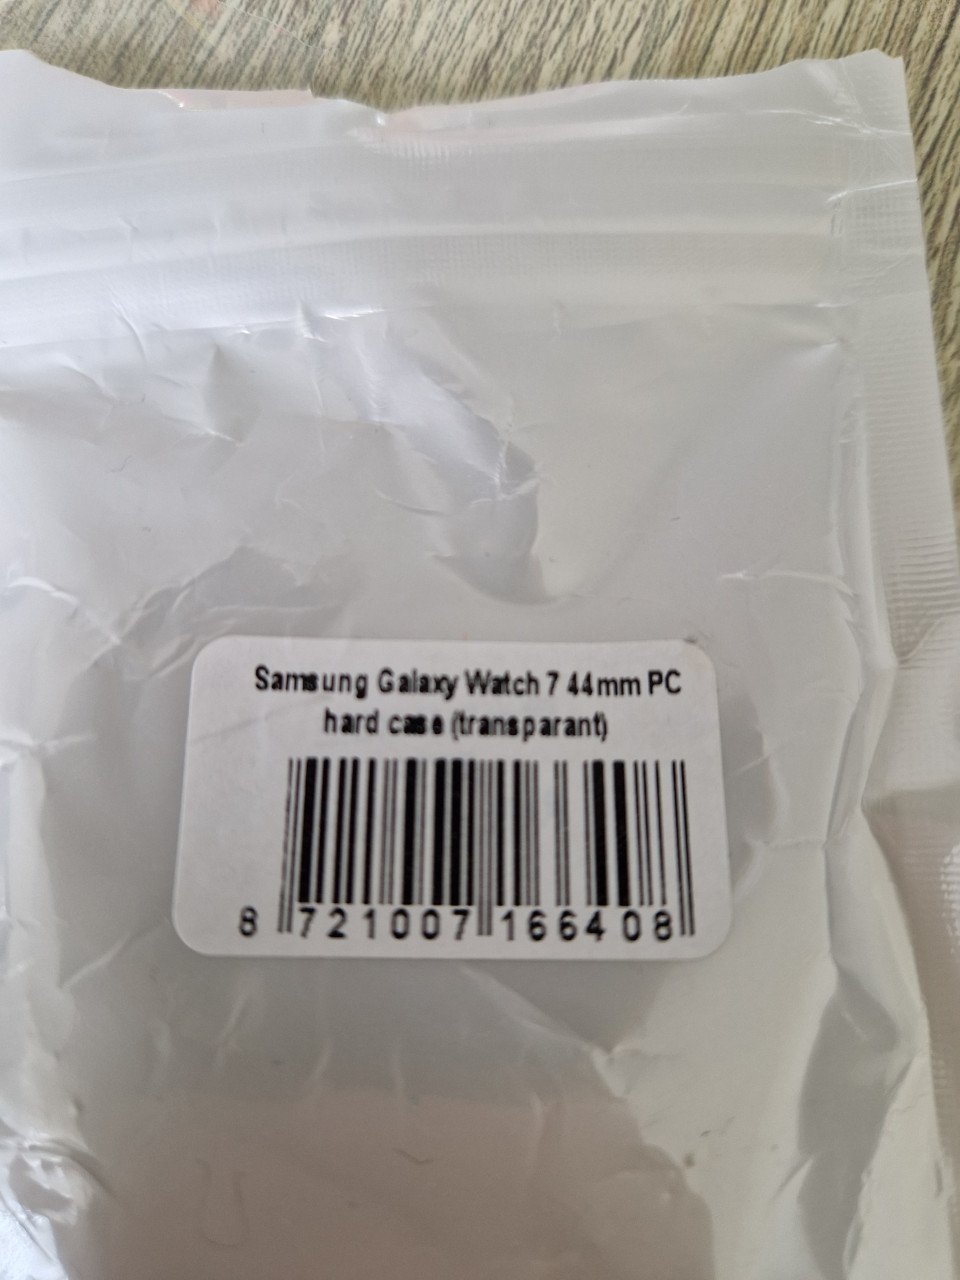 Samsung Galaxy Watch 7 44mm PC
hard case (transparant)
8 721007 166408